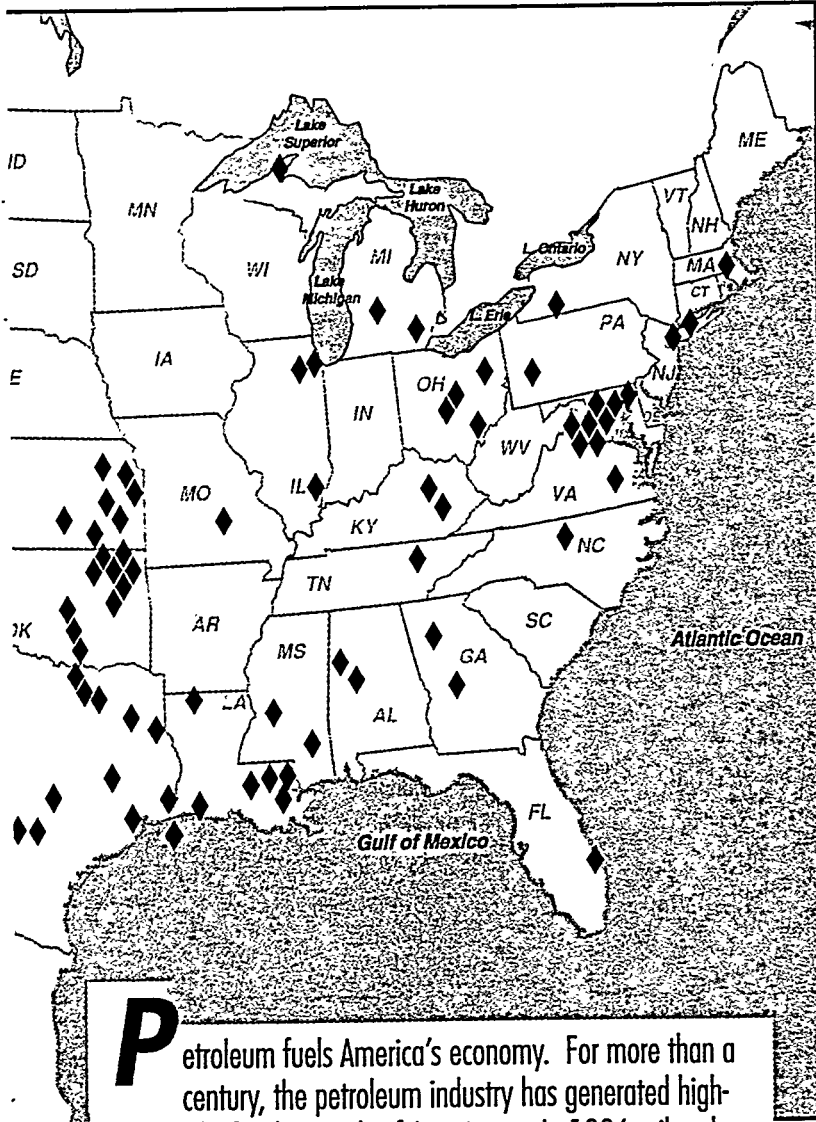 Lake
Superior
ME
ND
Lake
Huron
VT
MN
NH
L. Ontario
MI
NY
MA
SD
WI
Lake
Michigan
CT
L. Erie
PA
IA
E
OH
NJ
IN
WV
MO
IL
VA
KY
NC
TN
OK
AR
SC
MS
Atlantic Ocean
GA
LA
AL
FL
Gulf of Mexico
Petroleum fuels America's economy. For more than a
century, the petroleum industry has generated high-